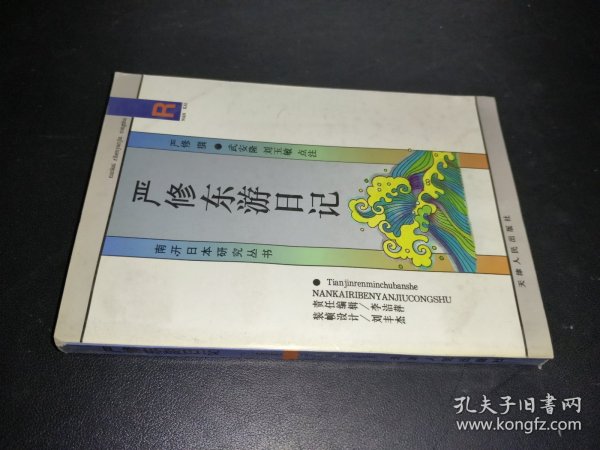 R
严修 撰 ● 武安隆 刘玉敏 点注
严修东游日记
南开日本研究丛书
● Tianjinrenminchubanshe
NANKAIRIBENYANJIUCONGSHU
责任编辑/李洁萍
装帧设计/刘丰杰
天津人民出版社
孔夫子旧书网
www.kongfz.com